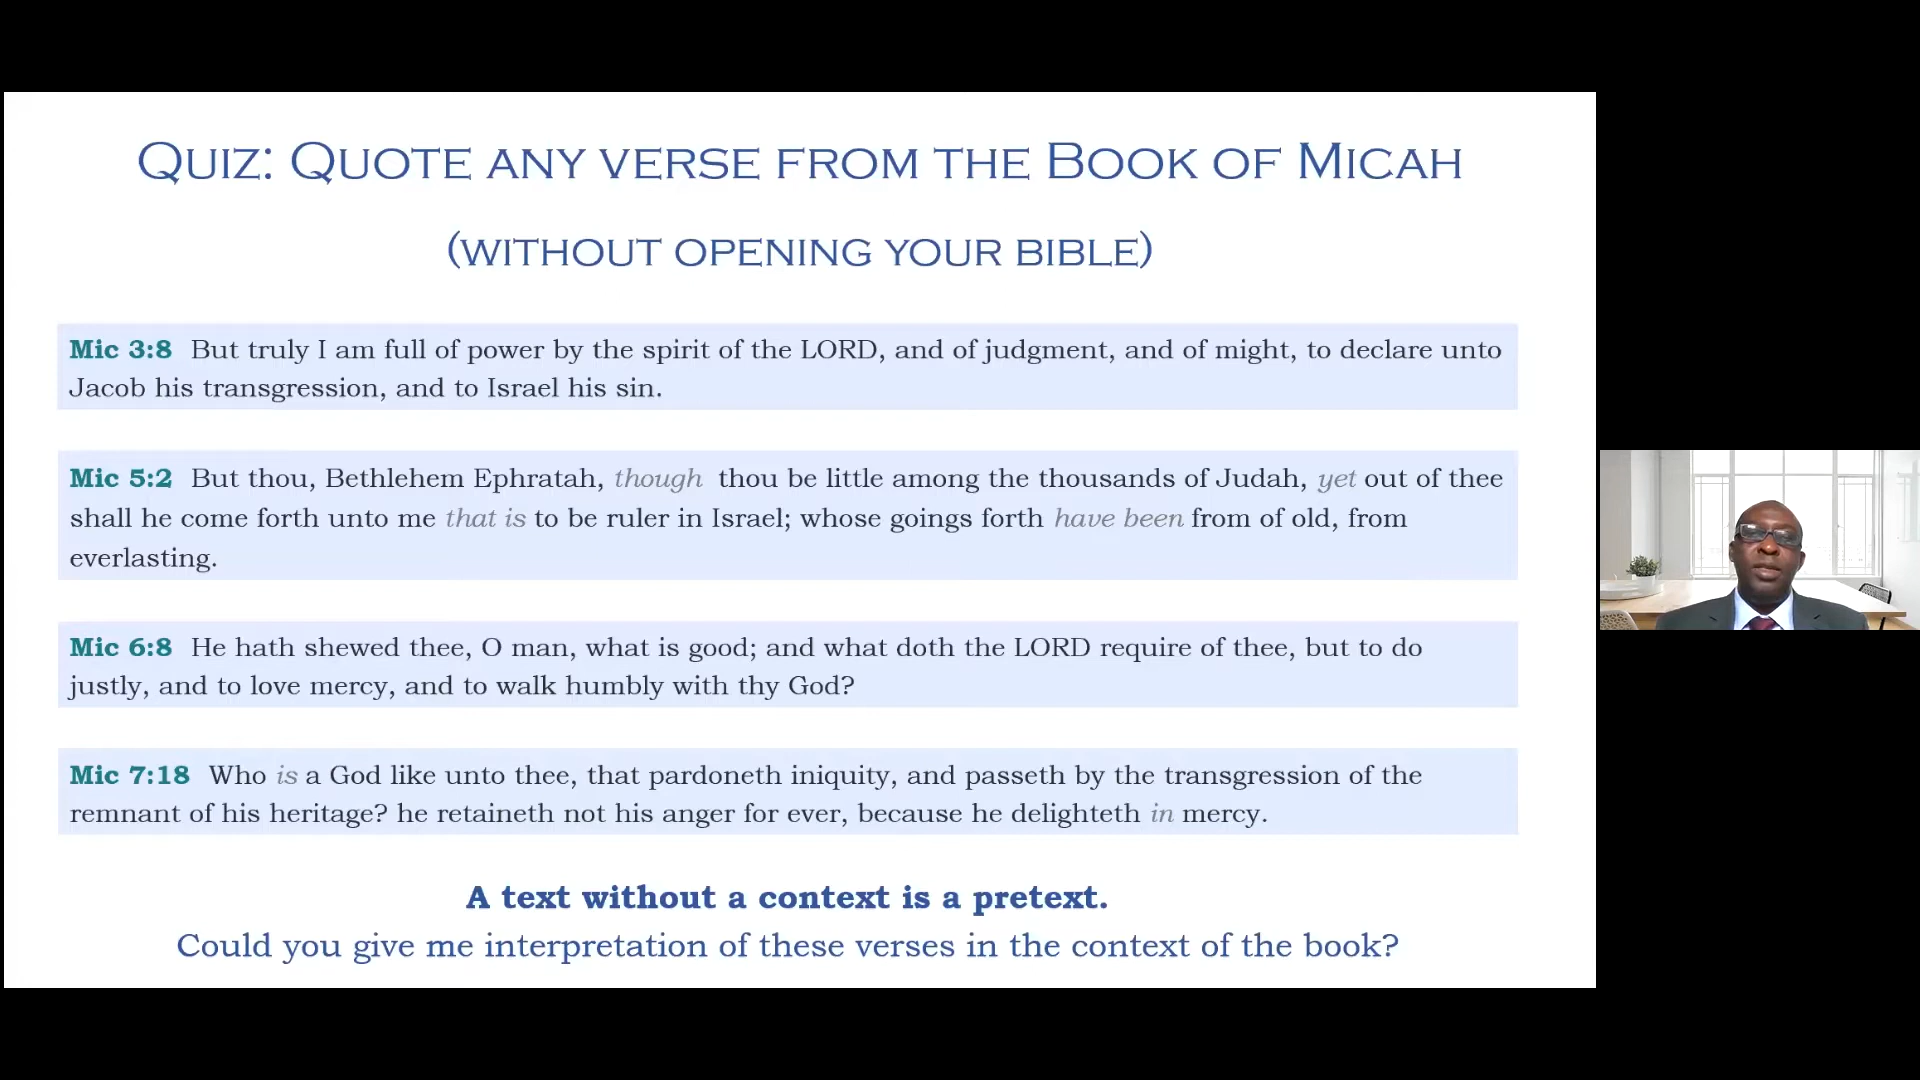 QUIZ: QUOTE ANY VERSE FROM THE BOOK OF MICAH
(WITHOUT OPENING YOUR BIBLE)
Mic 3:8 But truly I am full of power by the spirit of the LORD, and of judgment, and of might, to declare unto
Jacob his transgression, and to Israel his sin.
Mic 5:2 But thou, Bethlehem Ephratah, though thou be little among the thousands of Judah, yet out of thee
shall he come forth unto me that is to be ruler in Israel; whose goings forth have been from of old, from
everlasting.
Mic 6:8 He hath shewed thee, O man, what is good; and what doth the LORD require of thee, but to do
justly, and to love mercy, and to walk humbly with thy God?
Mic 7:18 Who is a God like unto thee, that pardoneth iniquity, and passeth by the transgression of the
remnant of his heritage? he retaineth not his anger for ever, because he delighteth in mercy.
A text without a context is a pretext.
Could you give me interpretation of these verses in the context of the book?